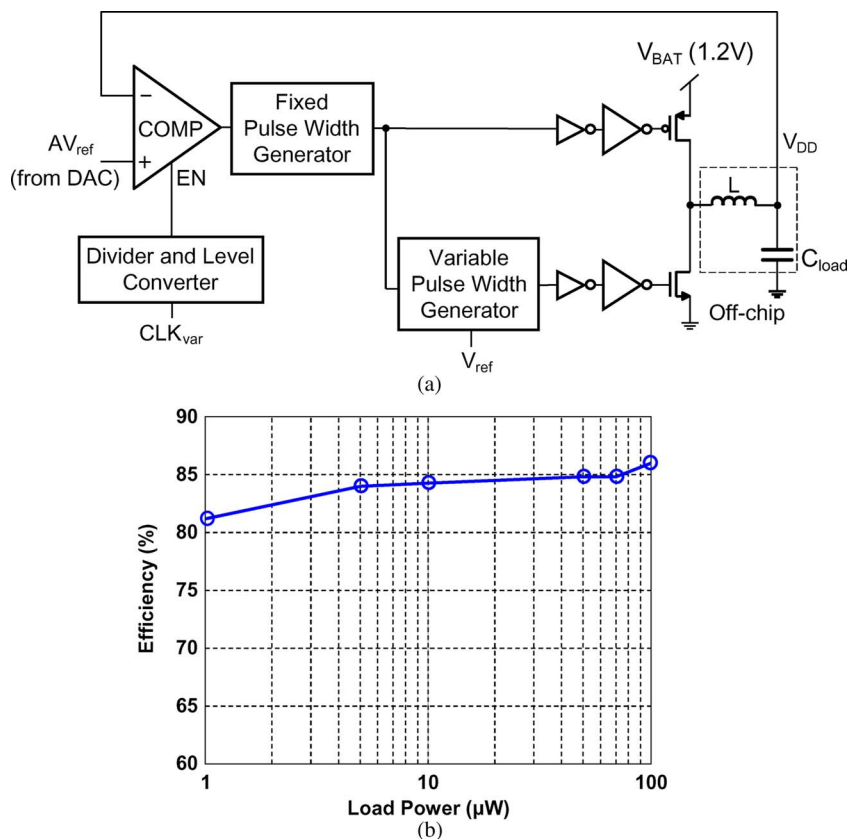 V_BAT (1.2V)
−
COMP
Fixed
Pulse Width
Generator
AV_ref
+
(from DAC)
EN
V_DD
L
Divider and Level
Converter
Variable
Pulse Width
Generator
C_load
CLK_var
Off-chip
V_ref
(a)
90
85
80
75
70
65
60
Efficiency (%)
1
10
100
Load Power (µW)
(b)